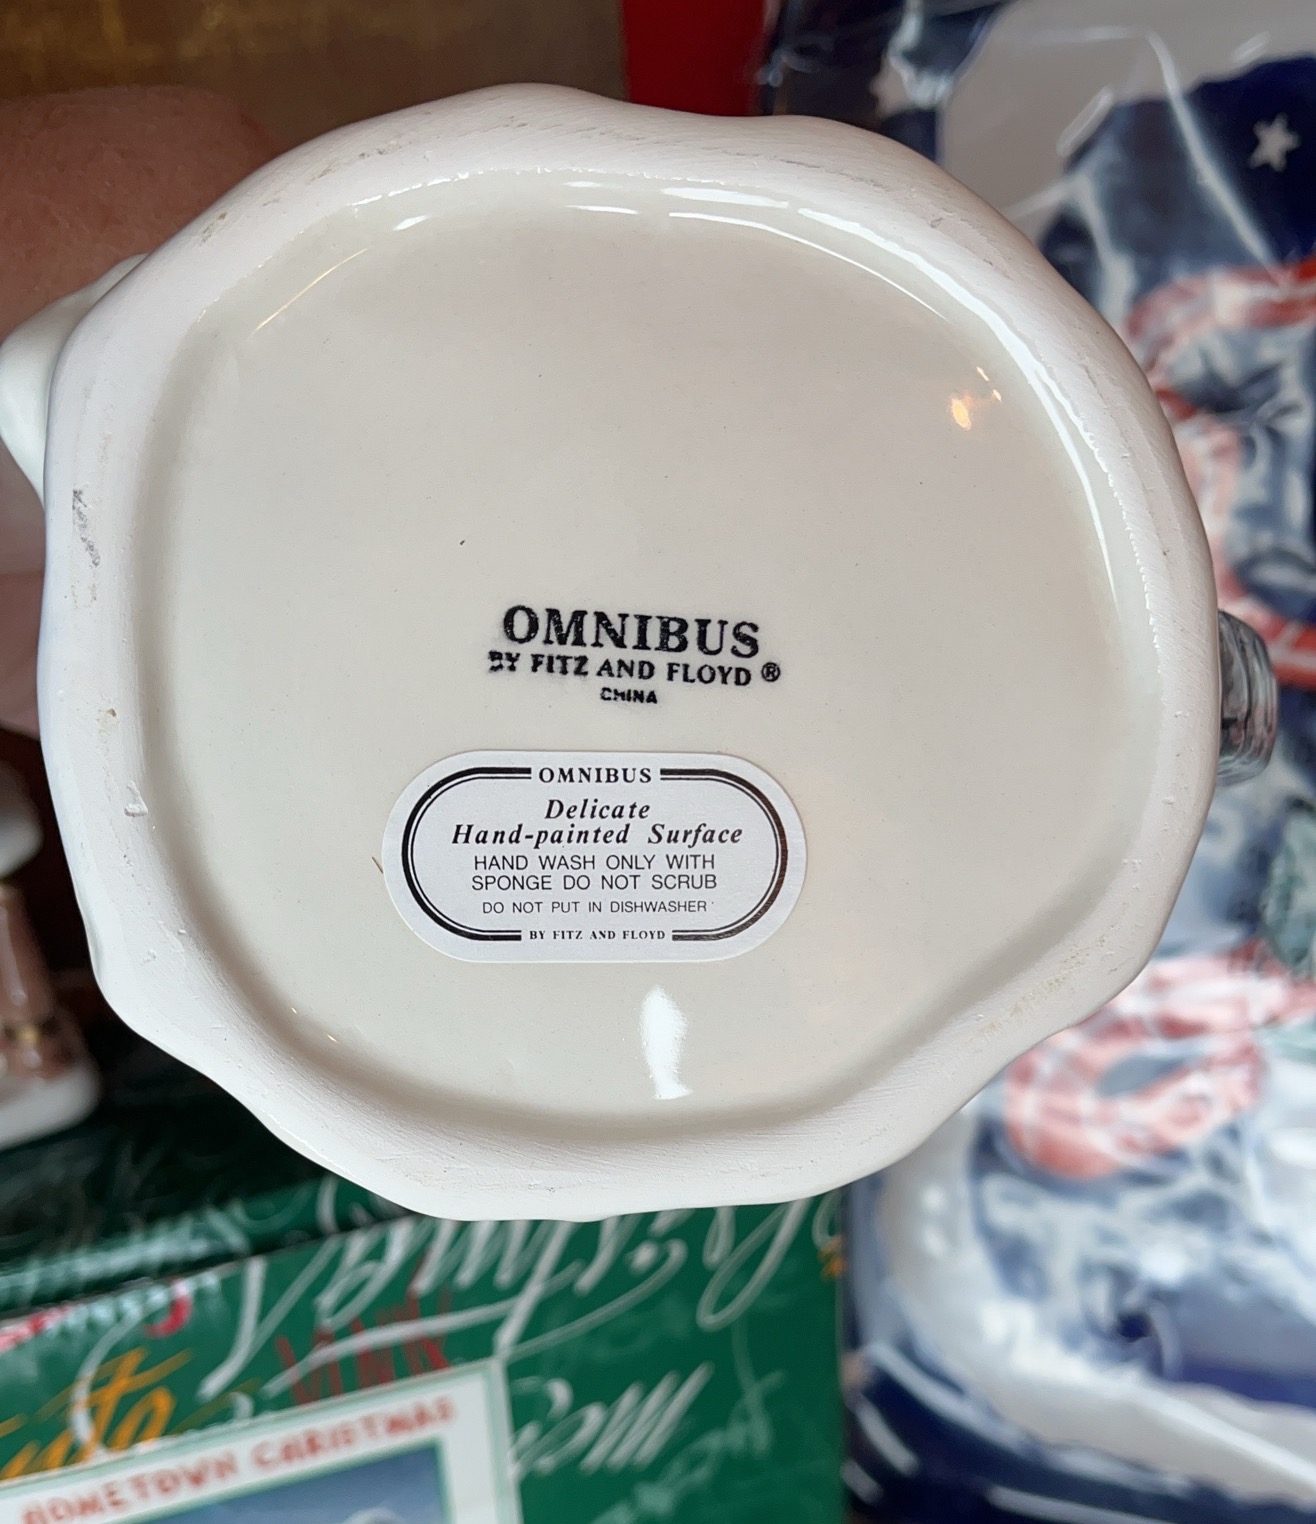 OMNIBUS
BY FITZ AND FLOYD ®
CHINA
OMNIBUS
Delicate
Hand-painted Surface
HAND WASH ONLY WITH
SPONGE DO NOT SCRUB
DO NOT PUT IN DISHWASHER
BY FITZ AND FLOYD
HOMETOWN CHRISTMAS